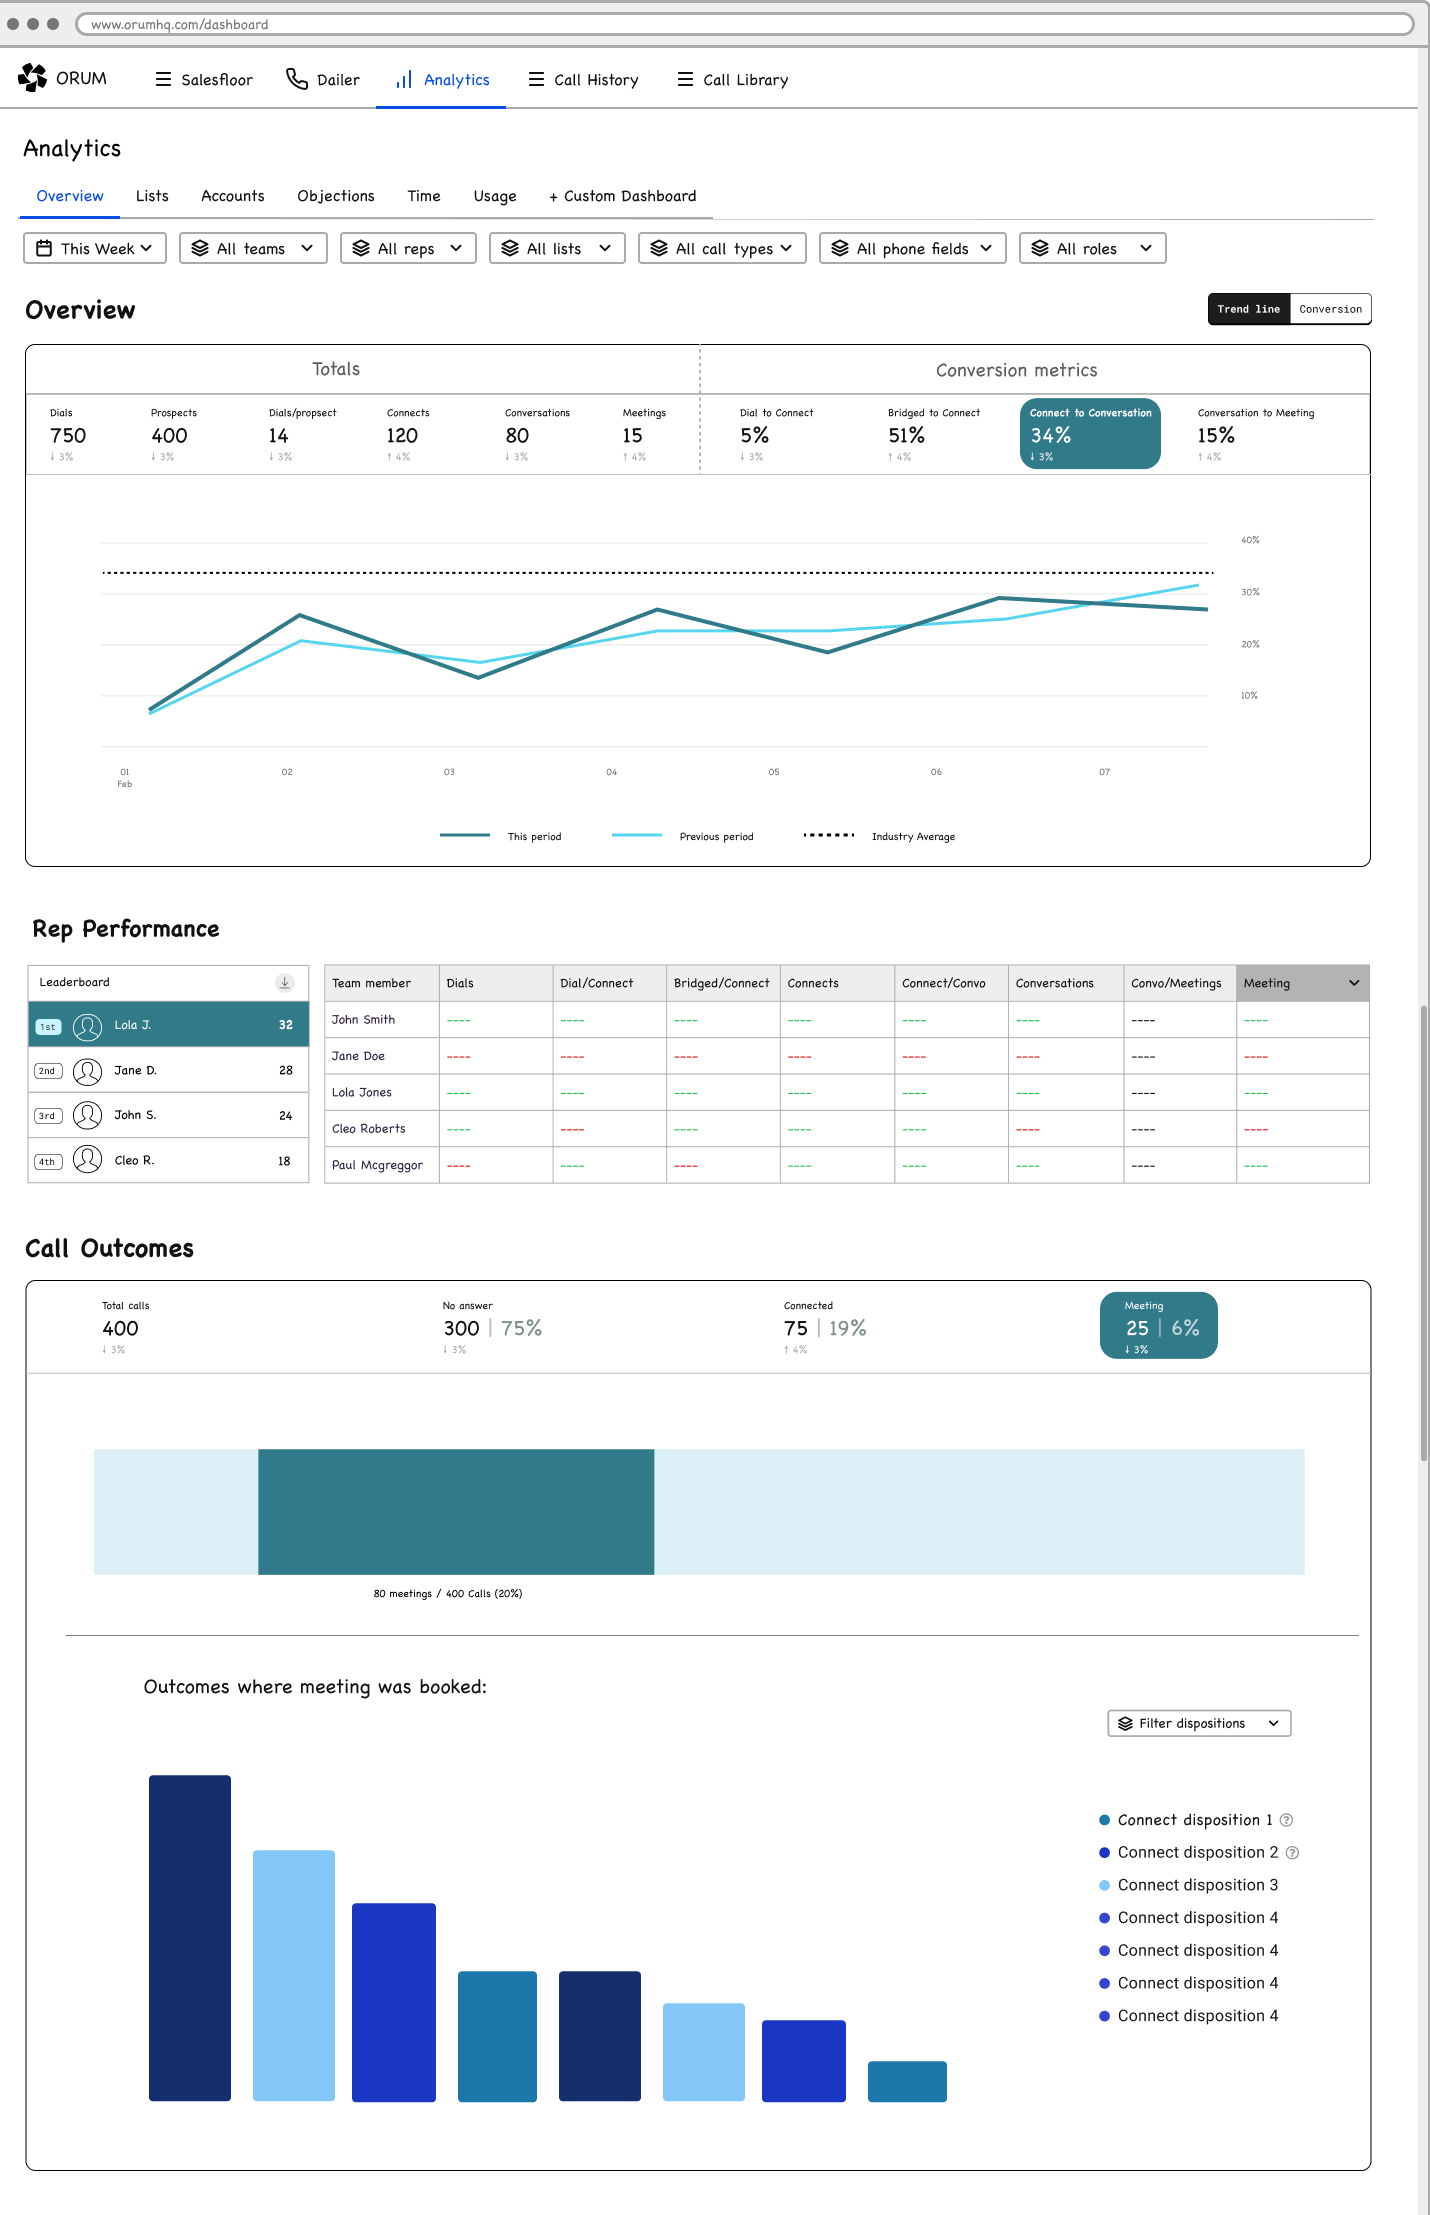 www.orumhq.com/dashboard
ORUM Salesfloor Dailer Analytics Call History Call Library
Analytics
Overview Lists Accounts Objections Time Usage + Custom Dashboard
This Week All teams All reps All lists All call types All phone fields All roles
Overview
Trend line Conversion
Totals Conversion metrics
Dials Prospects Dials/propsect Connects Conversations Meetings Dial to Connect Bridged to Connect Connect to Conversation Conversation to Meeting
750 400 14 120 80 15 5% 51% 34% 15%
↓ 3% ↓ 3% ↓ 3% ↑ 4% ↓ 3% ↑ 4% ↓ 3% ↑ 4% ↓ 3% ↑ 4%
40%
30%
20%
10%
01 02 03 04 05 06 07
Feb
This period Previous period Industry Average
Rep Performance
Leaderboard
1st Lola J. 32
2nd Jane D. 28
3rd John S. 24
4th Cleo R. 18
Team member Dials Dial/Connect Bridged/Connect Connects Connect/Convo Conversations Convo/Meetings Meeting
John Smith ---- ---- ---- ---- ---- ---- ---- ----
Jane Doe ---- ---- ---- ---- ---- ---- ---- ----
Lola Jones ---- ---- ---- ---- ---- ---- ---- ----
Cleo Roberts ---- ---- ---- ---- ---- ---- ---- ----
Paul Mcgreggor ---- ---- ---- ---- ---- ---- ---- ----
Call Outcomes
Total calls No answer Connected Meeting
400 300 | 75% 75 | 19% 25 | 6%
↓ 3% ↓ 3% ↑ 4% ↓ 3%
80 meetings / 400 Calls (20%)
Outcomes where meeting was booked:
Filter dispositions
Connect disposition 1 ?
Connect disposition 2 ?
Connect disposition 3
Connect disposition 4
Connect disposition 4
Connect disposition 4
Connect disposition 4